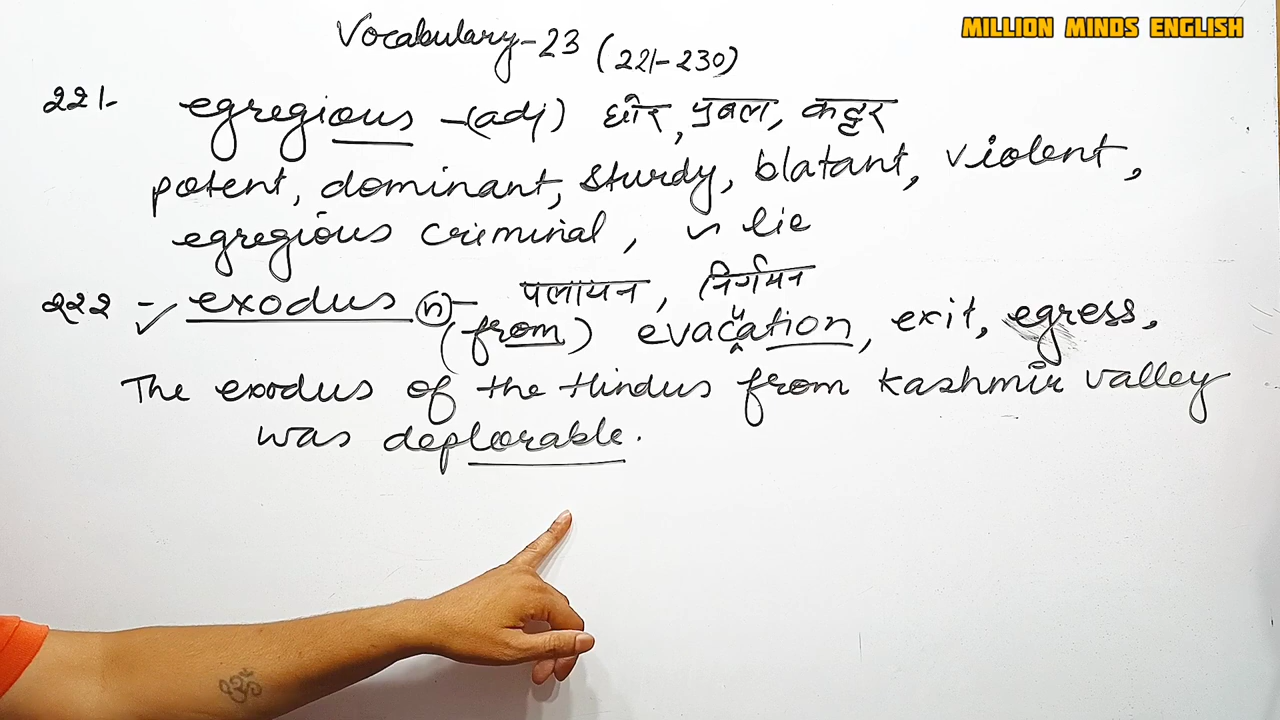 MILLION MINDS ENGLISH
Vocabulary-23 (221-230)
221- egregious -(adj) घोर, प्रबल, कट्टर
potent, dominant, sturdy, blatant, violent,
egregious criminal, 〃 lie
222 - ✓ exodus (n) - पलायन, निर्गमन
(from) evacuation, exit, egress,
The exodus of the Hindus from Kashmir valley
was deplorable.
ॐ